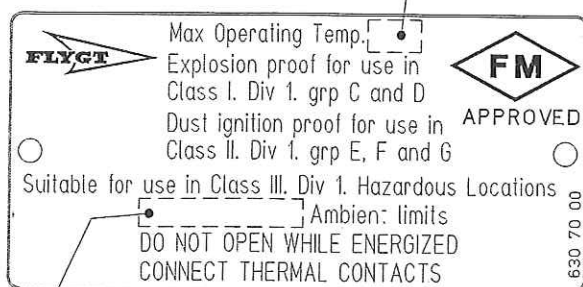 Max Operating Temp.
FLYGT
Explosion proof for use in
Class I. Div 1. grp C and D
FM
APPROVED
Dust ignition proof for use in
Class II. Div 1. grp E, F and G
Suitable for use in Class III. Div 1. Hazardous Locations
Ambien: limits
DO NOT OPEN WHILE ENERGIZED
CONNECT THERMAL CONTACTS
630 70 00